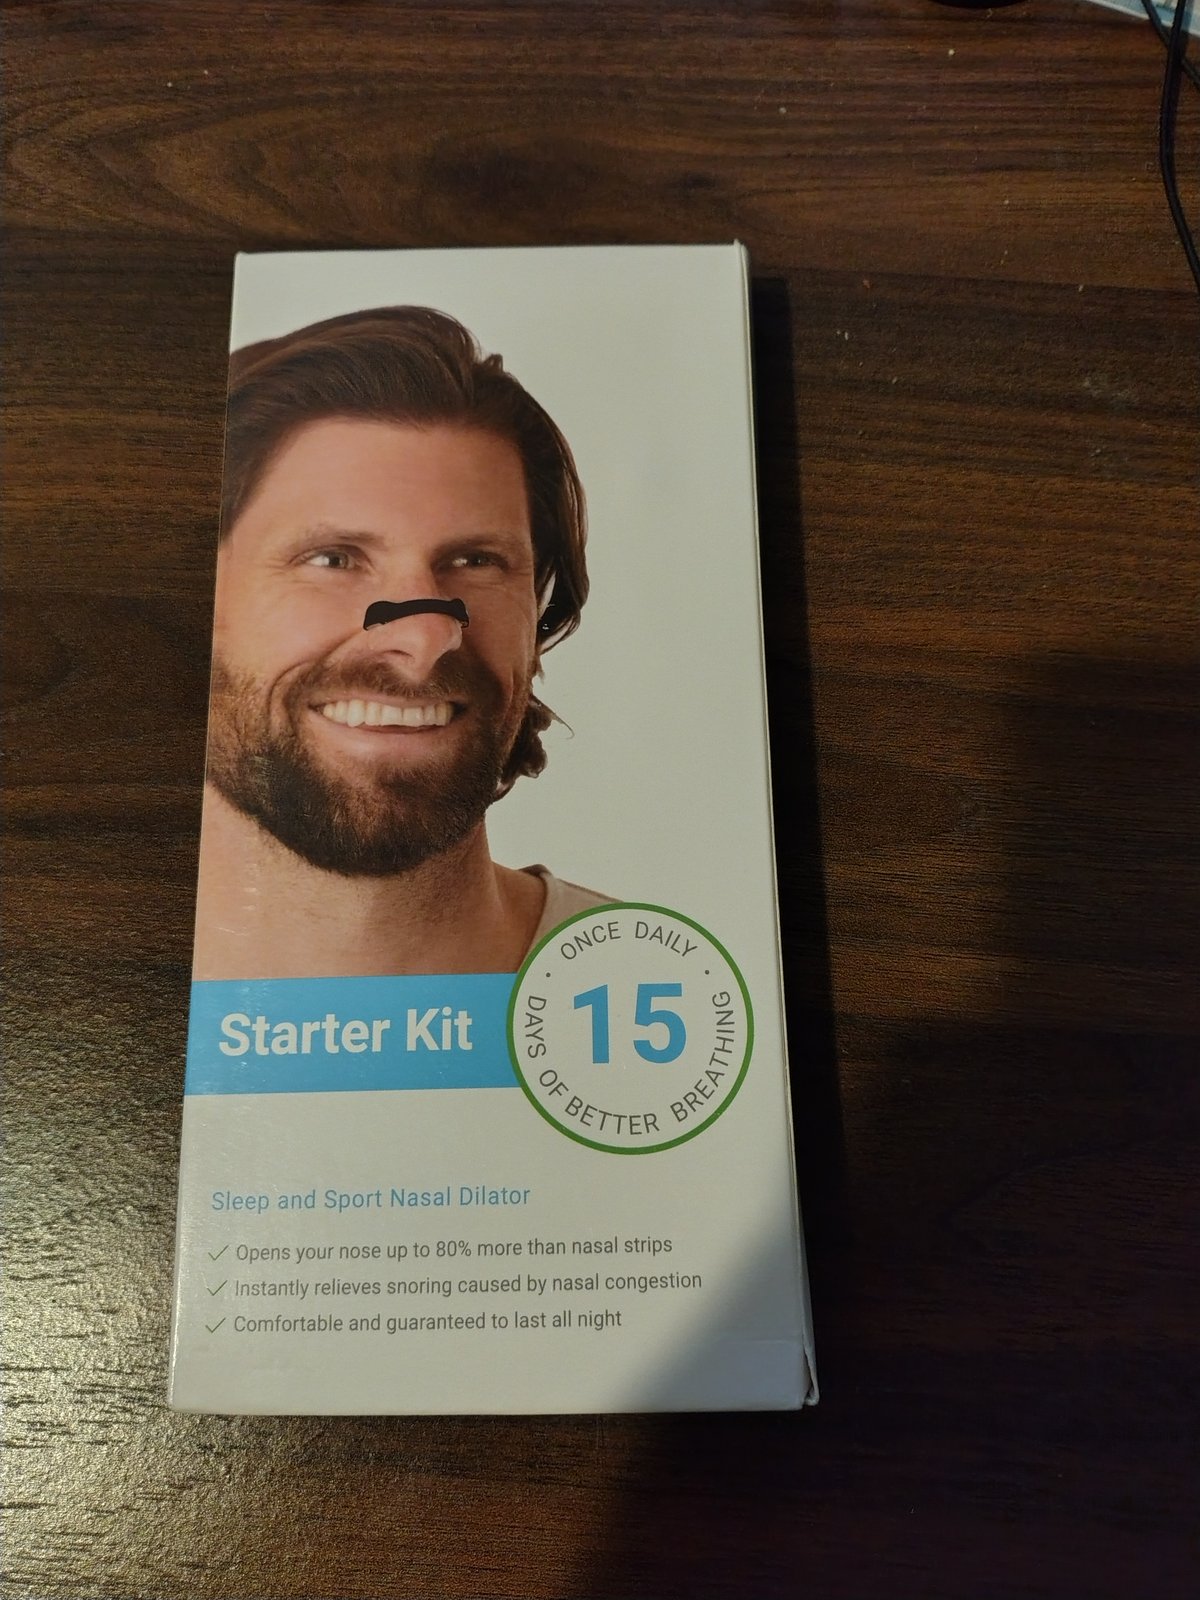 Starter Kit
ONCE DAILY
15
DAYS OF BETTER BREATHING
Sleep and Sport Nasal Dilator
✓ Opens your nose up to 80% more than nasal strips
✓ Instantly relieves snoring caused by nasal congestion
✓ Comfortable and guaranteed to last all night